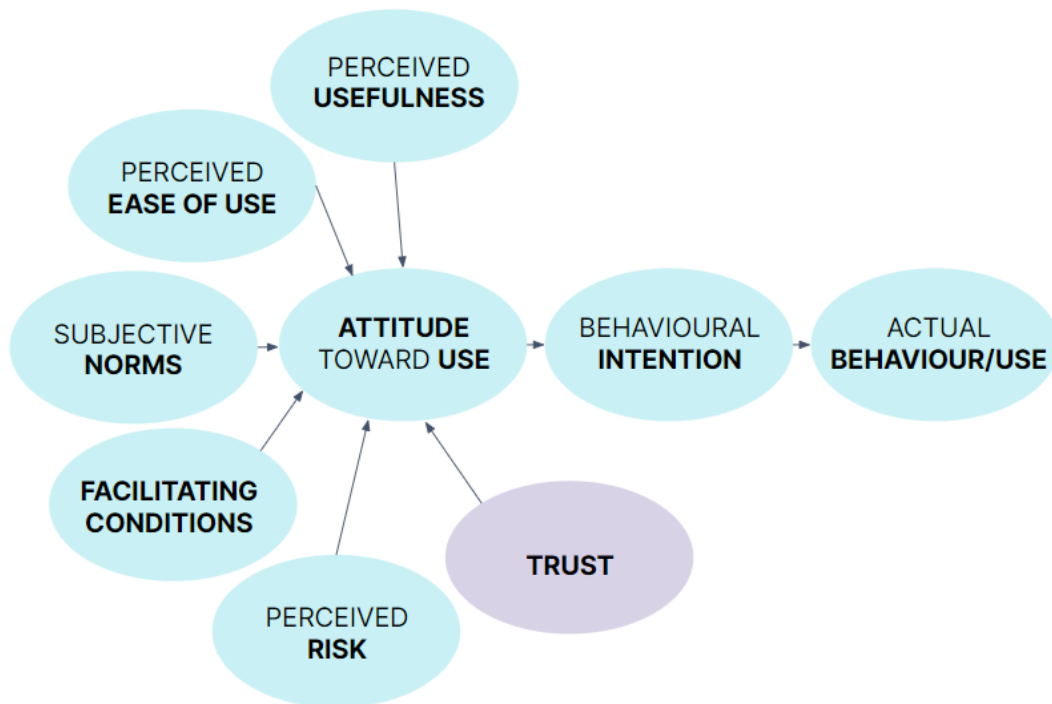 PERCEIVED
USEFULNESS
PERCEIVED
EASE OF USE
SUBJECTIVE
NORMS
ATTITUDE
TOWARD USE
BEHAVIOURAL
INTENTION
ACTUAL
BEHAVIOUR/USE
FACILITATING
CONDITIONS
TRUST
PERCEIVED
RISK